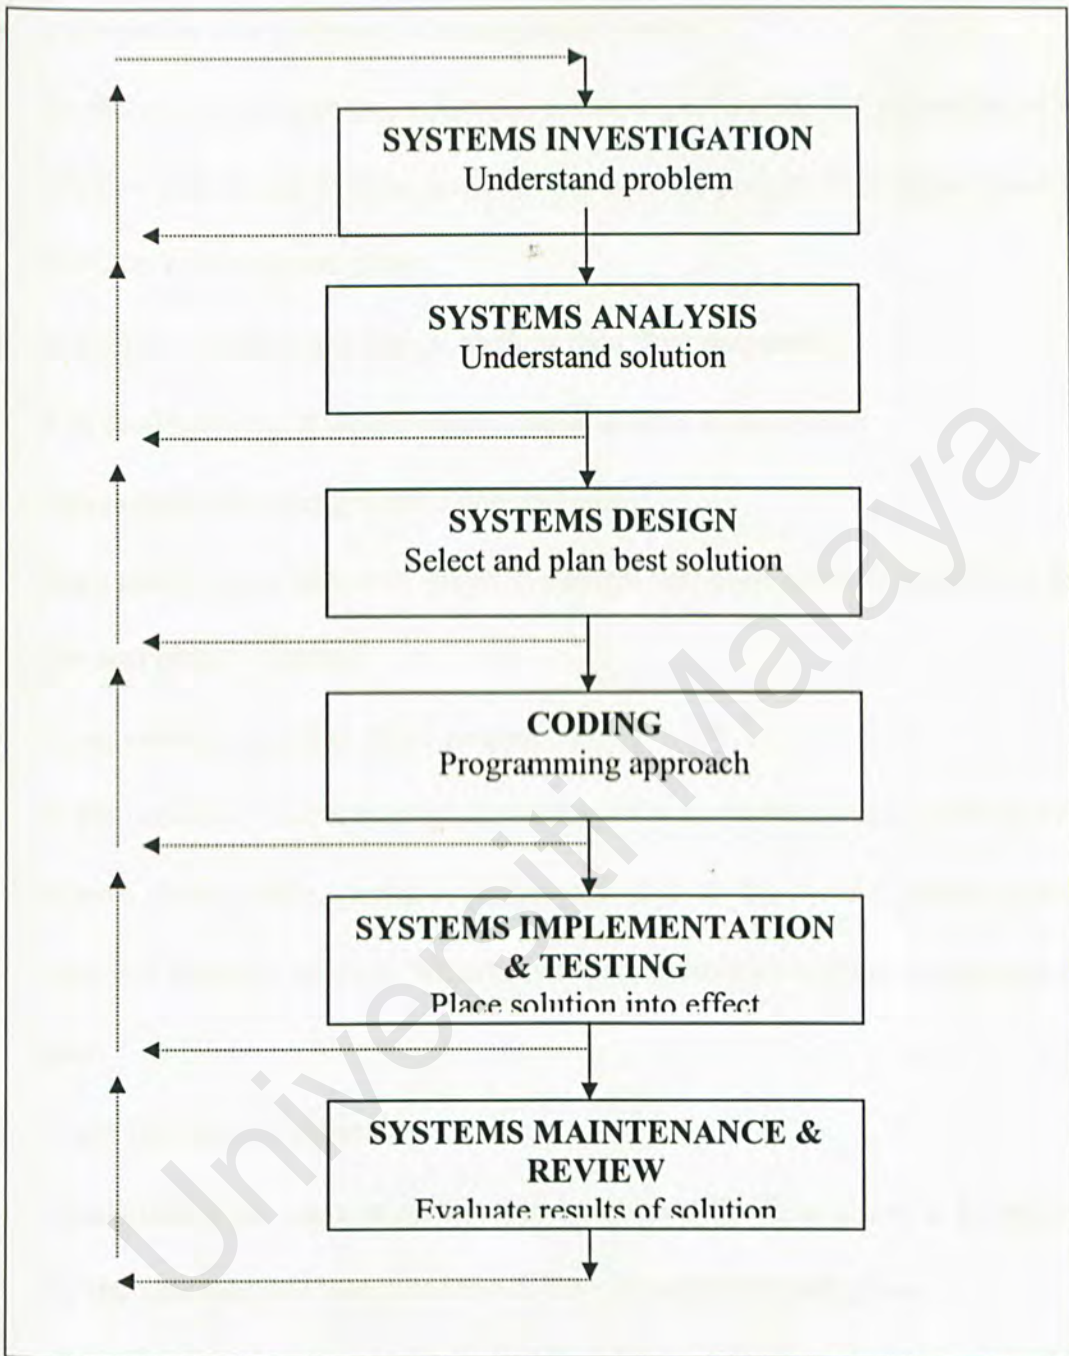 SYSTEMS INVESTIGATION
Understand problem
SYSTEMS ANALYSIS
Understand solution
SYSTEMS DESIGN
Select and plan best solution
CODING
Programming approach
SYSTEMS IMPLEMENTATION
& TESTING
Place solution into effect
SYSTEMS MAINTENANCE &
REVIEW
Evaluate results of solution
Universiti Malaya